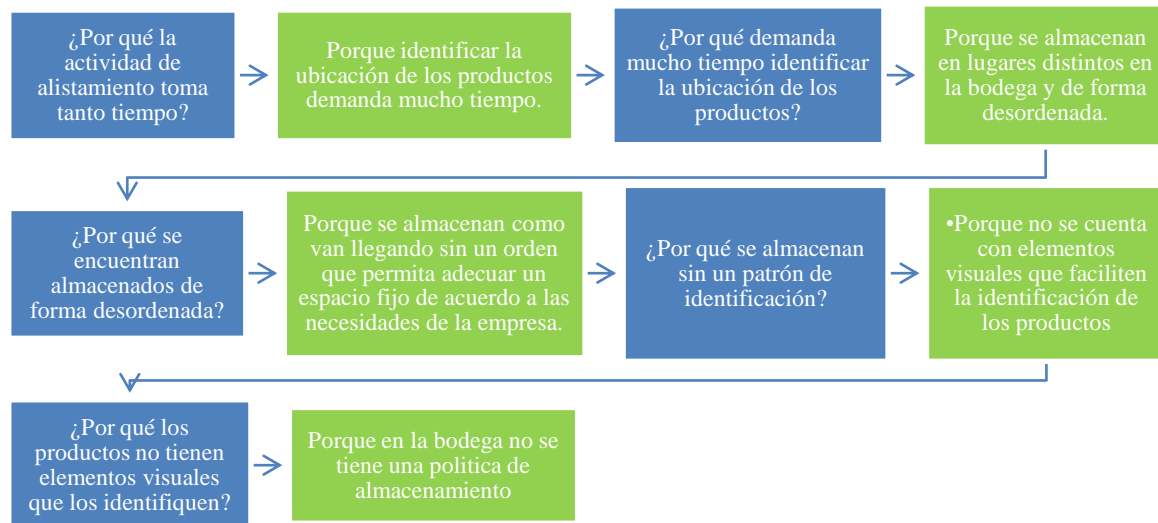 ¿Por qué la
actividad de
alistamiento toma
tanto tiempo?
Porque identificar la
ubicación de los productos
demanda mucho tiempo.
¿Por qué demanda
mucho tiempo identificar
la ubicación de los
productos?
Porque se almacenan
en lugares distintos en
la bodega y de forma
desordenada.
¿Por qué se
encuentran
almacenados de
forma desordenada?
Porque se almacenan como
van llegando sin un orden
que permita adecuar un
espacio fijo de acuerdo a las
necesidades de la empresa.
¿Por qué se almacenan
sin un patrón de
identificación?
•Porque no se cuenta
con elementos
visuales que faciliten
la identificación de
los productos
¿Por qué los
productos no tienen
elementos visuales
que los identifiquen?
Porque en la bodega no se
tiene una politica de
almacenamiento